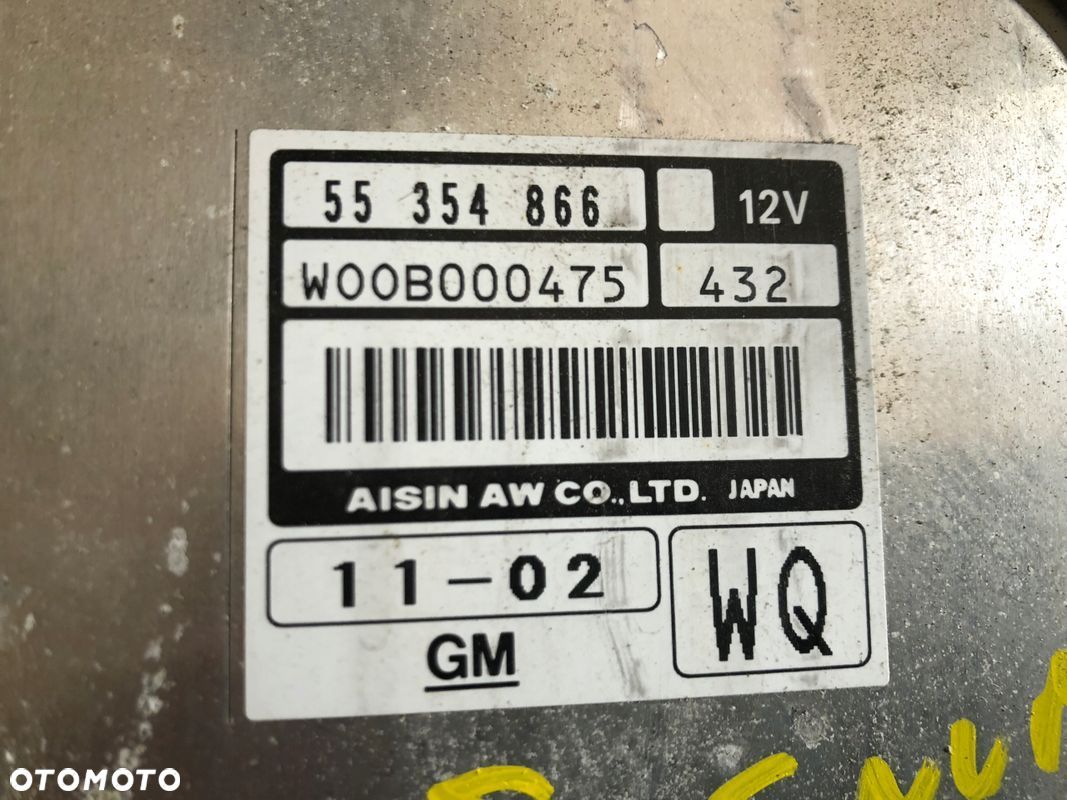 55 354 866
12V
W00B000475
432
AISIN AW CO.,LTD. JAPAN
11-02
WQ
GM
OTOMOTO